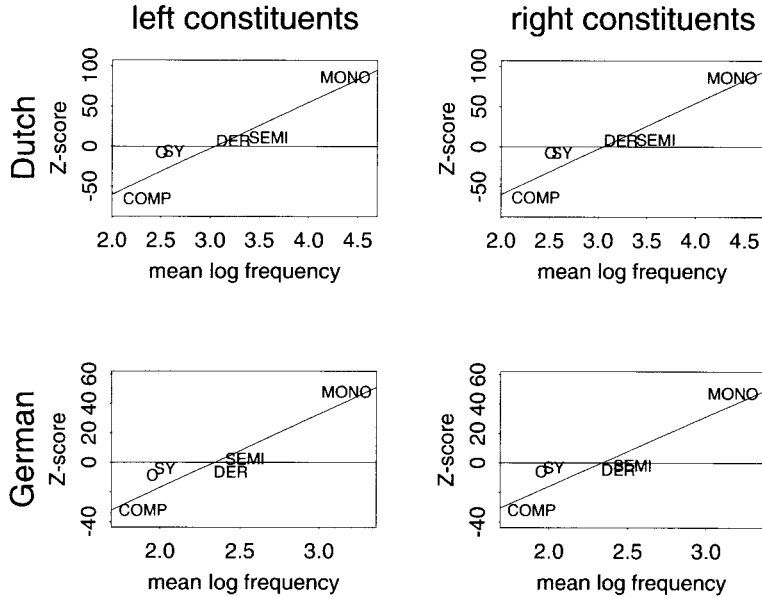 left constituents
right constituents
Dutch
Z-score
100
50
0
-50
MONO
DER
SEMI
O
SY
COMP
2.0 2.5 3.0 3.5 4.0 4.5
mean log frequency
Z-score
100
50
0
-50
MONO
DER
SEMI
O
SY
COMP
2.0 2.5 3.0 3.5 4.0 4.5
mean log frequency
German
Z-score
60
40
20
0
-40
MONO
SEMI
SY
DER
O
COMP
2.0 2.5 3.0
mean log frequency
Z-score
60
40
20
0
-40
MONO
SEMI
SY
DER
O
COMP
2.0 2.5 3.0
mean log frequency